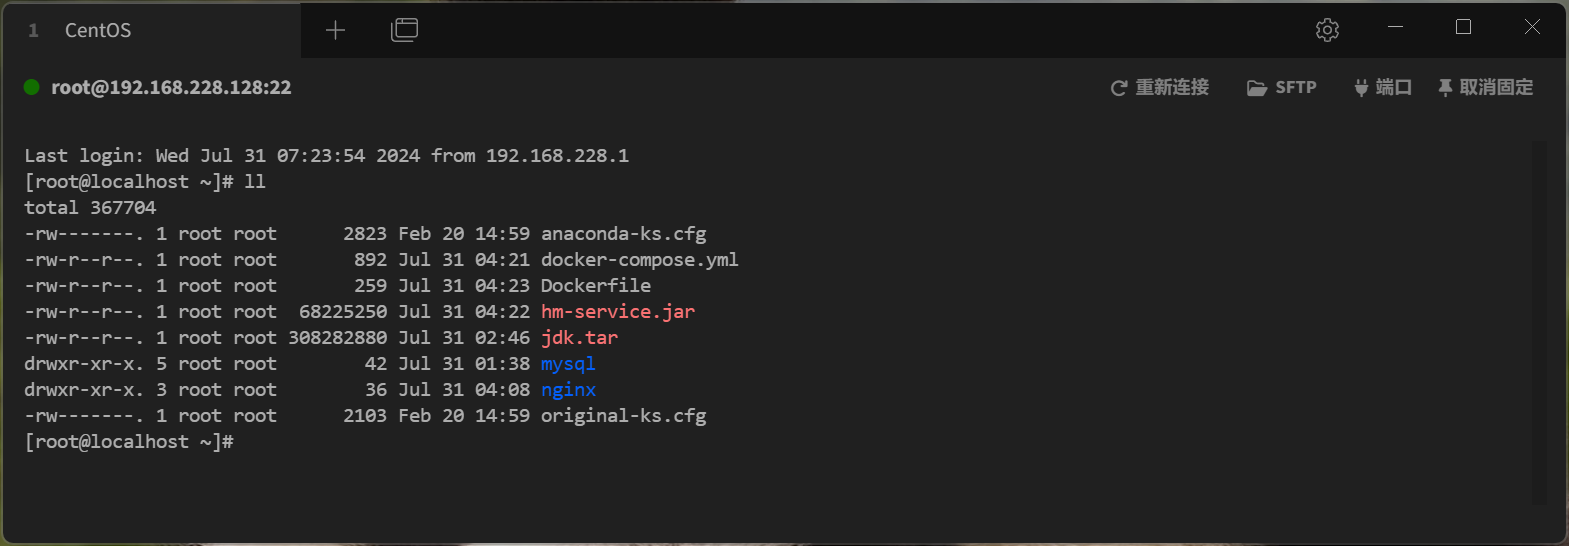 1 CentOS
root@192.168.228.128:22 重新连接 SFTP 端口 取消固定
Last login: Wed Jul 31 07:23:54 2024 from 192.168.228.1
[root@localhost ~]# ll
total 367704
-rw-------. 1 root root      2823 Feb 20 14:59 anaconda-ks.cfg
-rw-r--r--. 1 root root       892 Jul 31 04:21 docker-compose.yml
-rw-r--r--. 1 root root       259 Jul 31 04:23 Dockerfile
-rw-r--r--. 1 root root  68225250 Jul 31 04:22 hm-service.jar
-rw-r--r--. 1 root root 308282880 Jul 31 02:46 jdk.tar
drwxr-xr-x. 5 root root        42 Jul 31 01:38 mysql
drwxr-xr-x. 3 root root        36 Jul 31 04:08 nginx
-rw-------. 1 root root      2103 Feb 20 14:59 original-ks.cfg
[root@localhost ~]#